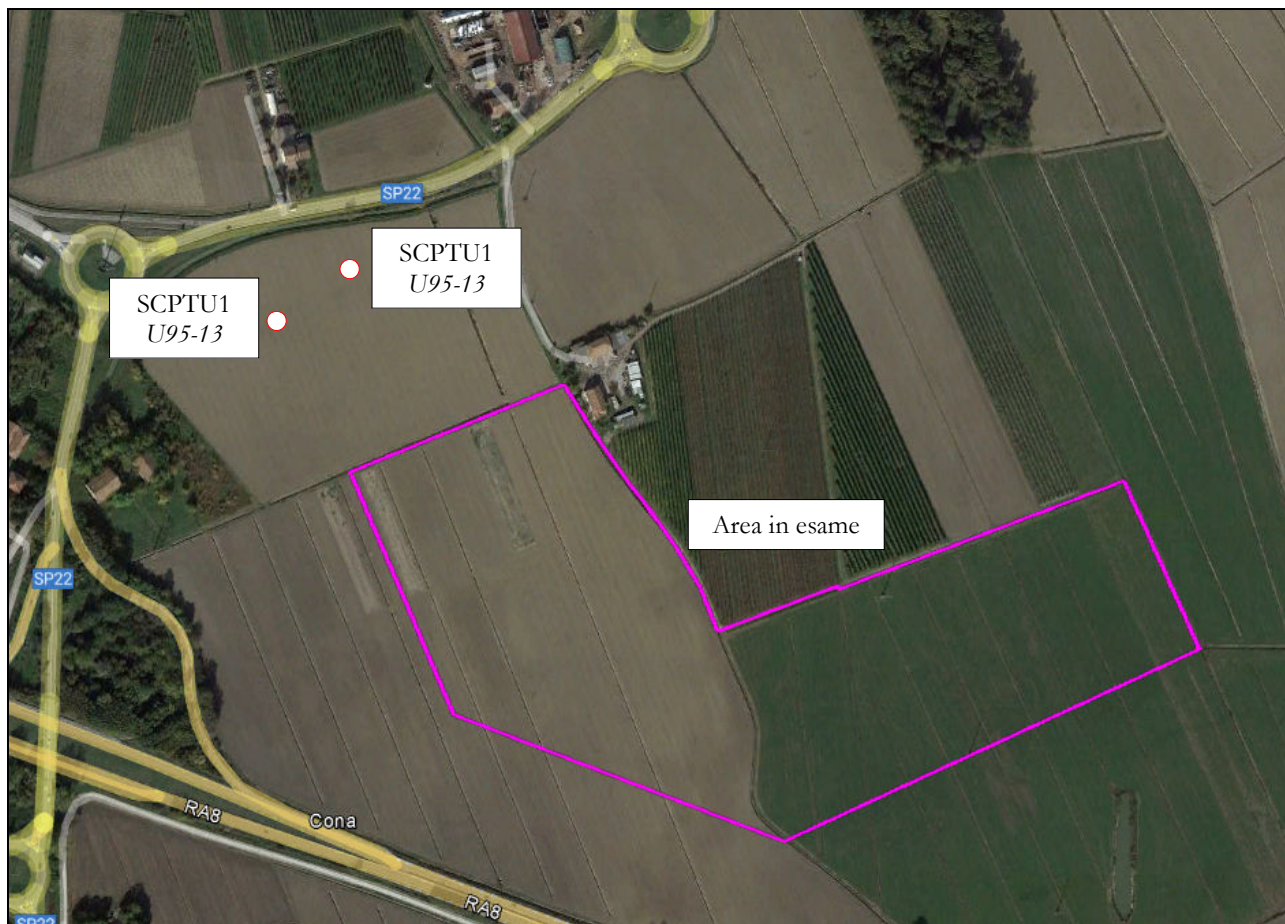 SP22
SCPTU1
U95-13
SCPTU1
U95-13
Area in esame
SP22
RA8
Cona
RA8
SP22